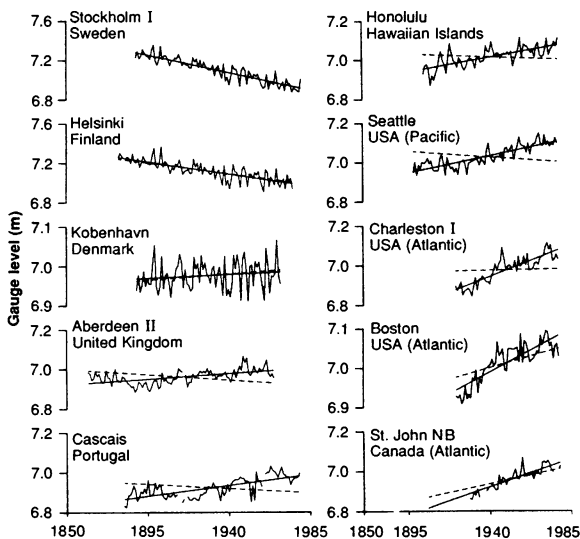 Gauge level (m)
Stockholm I
Sweden
7.6
7.2
6.8
Helsinki
Finland
7.6
7.2
6.8
Kobenhavn
Denmark
7.1
7.0
6.9
Aberdeen II
United Kingdom
7.2
7.0
6.8
Cascais
Portugal
7.2
7.0
6.8
1850 1895 1940 1985
Honolulu
Hawaiian Islands
7.2
7.0
6.8
Seattle
USA (Pacific)
7.2
7.0
6.8
Charleston I
USA (Atlantic)
7.2
7.0
6.8
Boston
USA (Atlantic)
7.1
7.0
6.9
St. John NB
Canada (Atlantic)
7.2
7.0
6.8
1850 1895 1940 1985